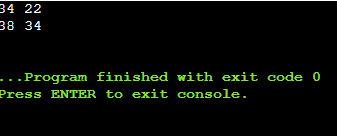 34 22
38 34
...Program finished with exit code 0
Press ENTER to exit console.